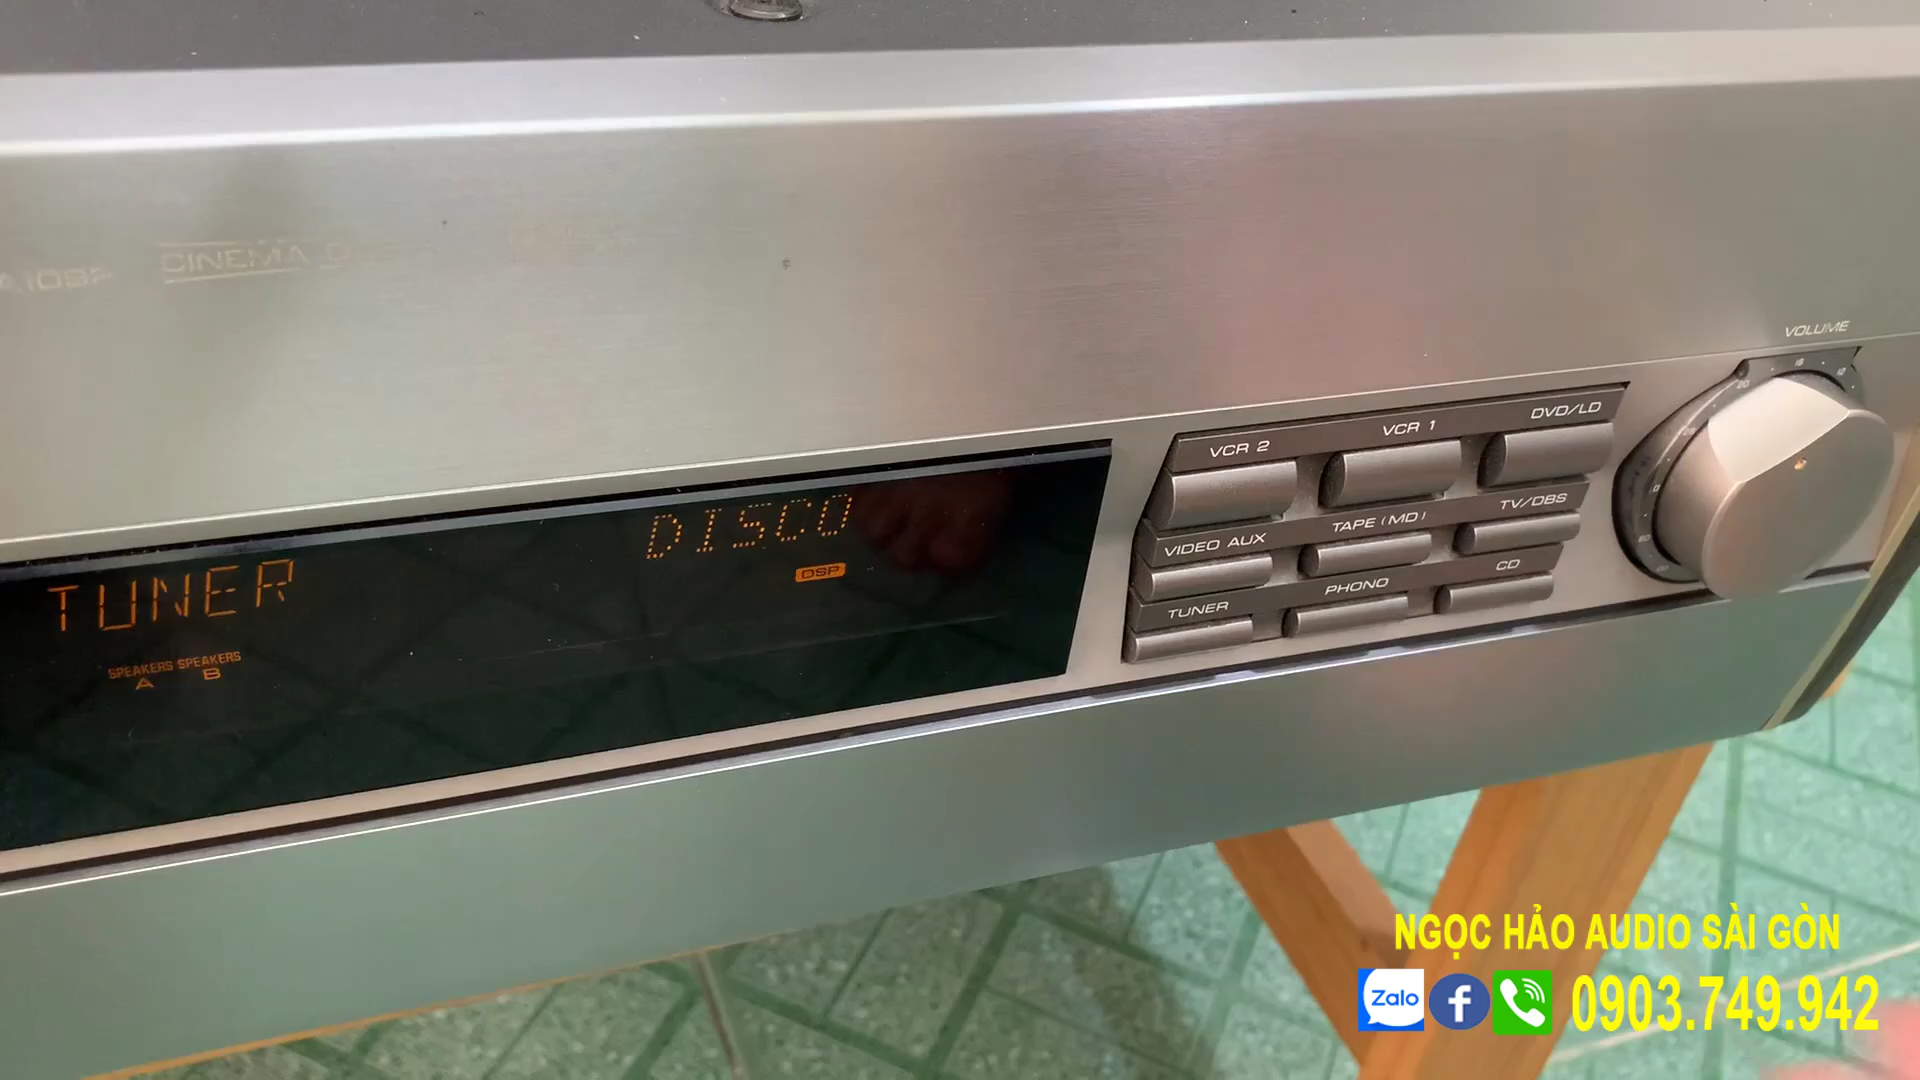 CINEMA
VOLUME
DVD/LD
VCR 1
VCR 2
TV/DBS
TAPE (MD)
VIDEO AUX
CD
PHONO
TUNER
DISCO
DSP
TUNER
SPEAKERS SPEAKERS
A B
NGỌC HẢO AUDIO SÀI GÒN
Zalo
0903.749.942